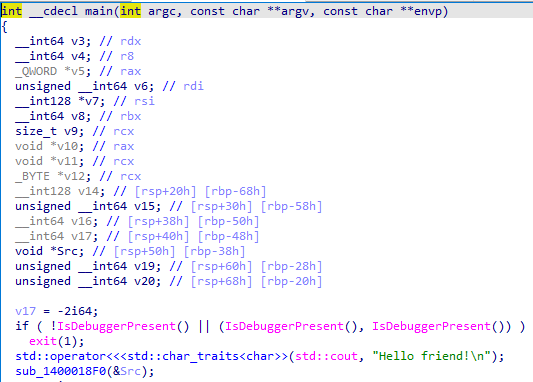 int __cdecl main(int argc, const char **argv, const char **envp)
{
__int64 v3; // rdx
__int64 v4; // r8
_QWORD *v5; // rax
unsigned __int64 v6; // rdi
__int128 *v7; // rsi
__int64 v8; // rbx
size_t v9; // rcx
void *v10; // rax
void *v11; // rcx
_BYTE *v12; // rcx
__int128 v14; // [rsp+20h] [rbp-68h]
unsigned __int64 v15; // [rsp+30h] [rbp-58h]
__int64 v16; // [rsp+38h] [rbp-50h]
__int64 v17; // [rsp+40h] [rbp-48h]
void *Src; // [rsp+50h] [rbp-38h]
unsigned __int64 v19; // [rsp+60h] [rbp-28h]
unsigned __int64 v20; // [rsp+68h] [rbp-20h]
v17 = -2i64;
if ( !IsDebuggerPresent() || (IsDebuggerPresent(), IsDebuggerPresent()) )
exit(1);
std::operator<<<std::char_traits<char>>(std::cout, "Hello friend!\n");
sub_1400018F0(&Src);